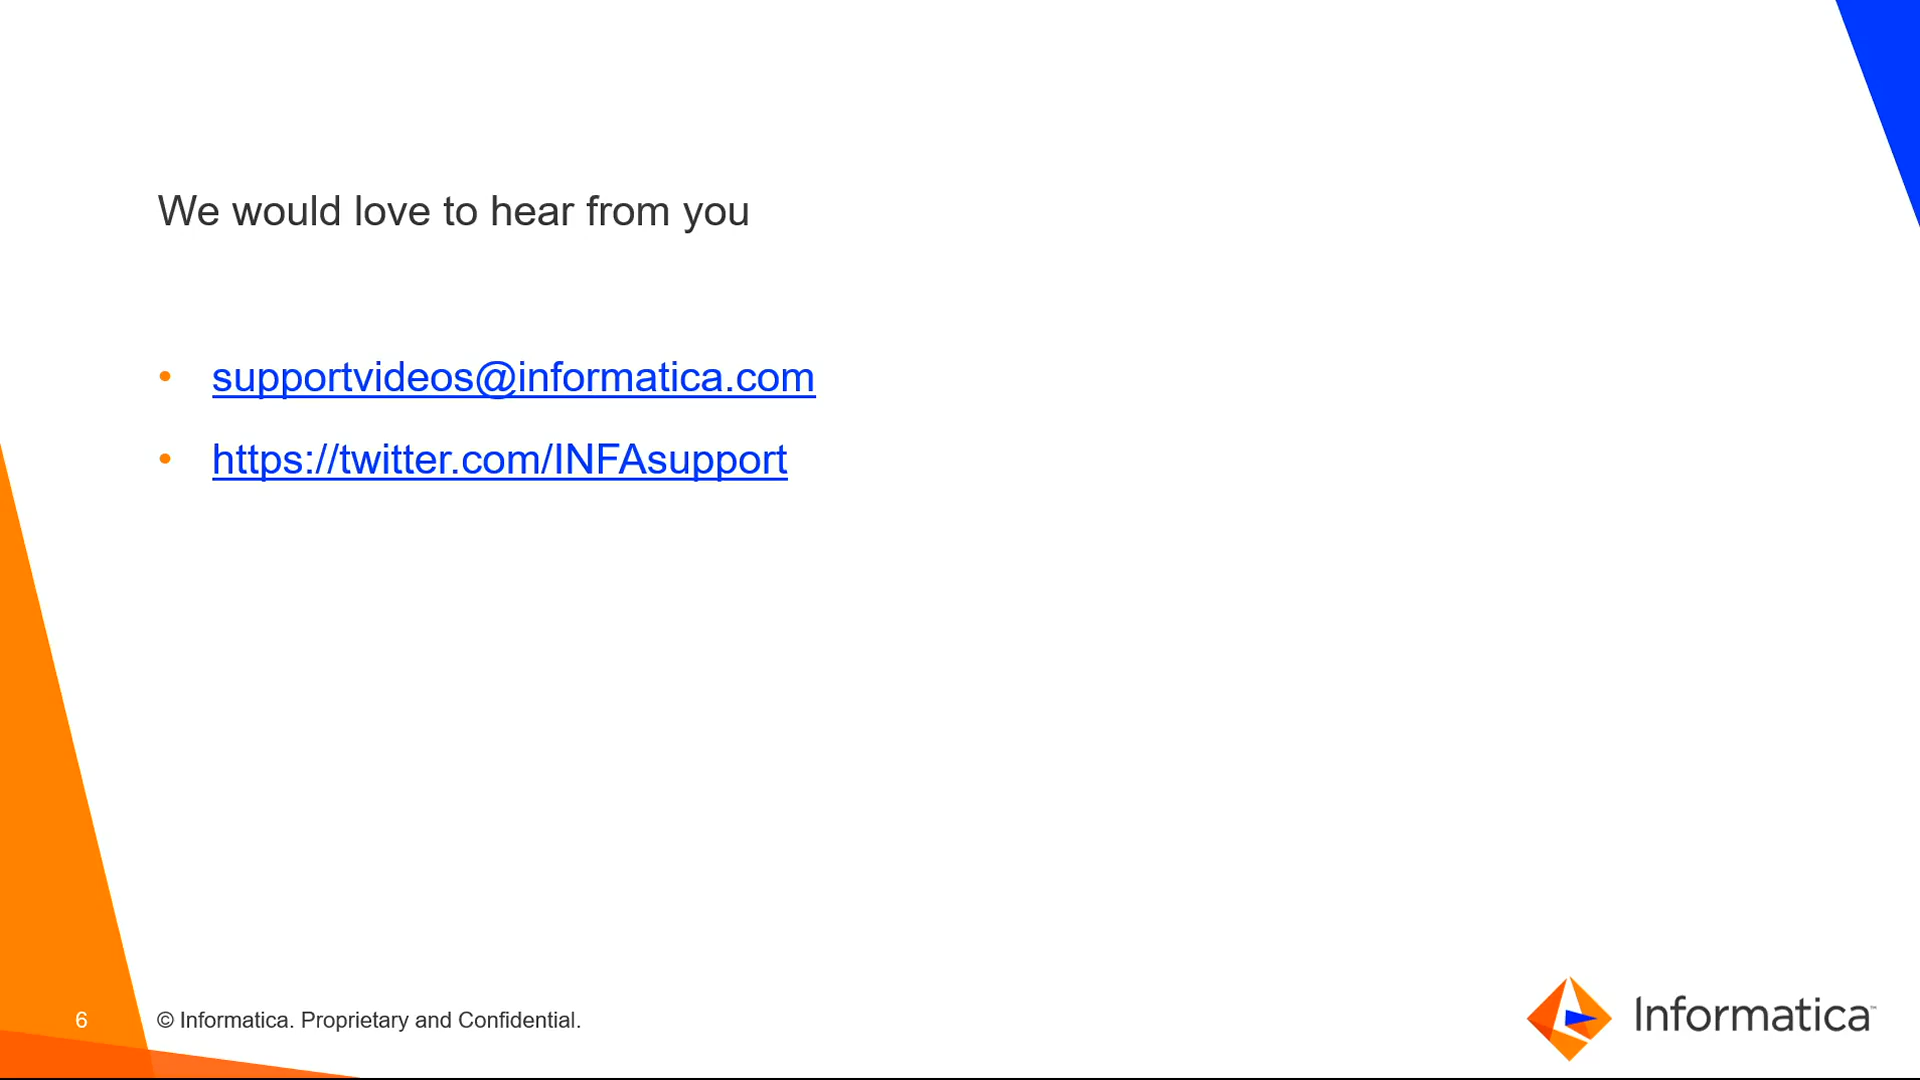 We would love to hear from you
• supportvideos@informatica.com
• https://twitter.com/INFAsupport
6 © Informatica. Proprietary and Confidential.
Informatica™